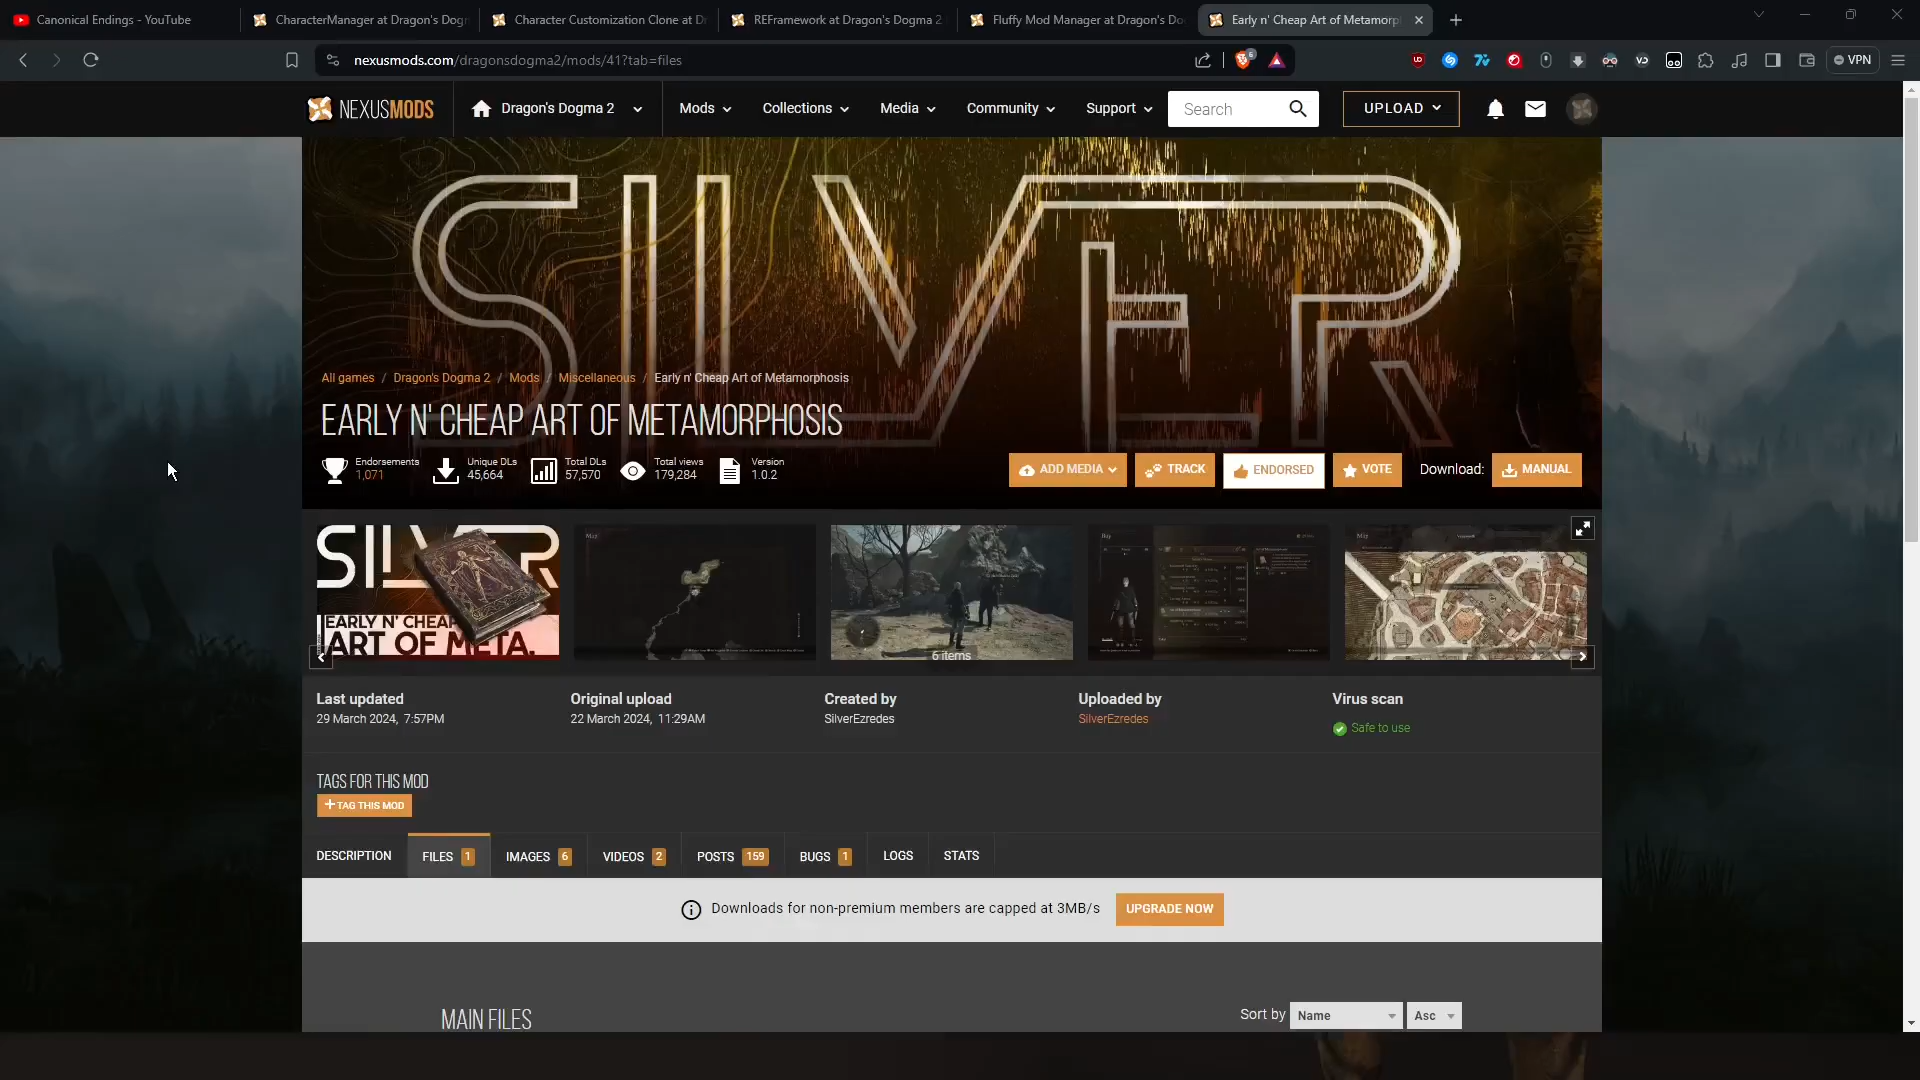 Canonical Endings - YouTube
CharacterManager at Dragon's Dog
Character Customization Clone at Dr
REFramework at Dragon's Dogma 2
Fluffy Mod Manager at Dragon's Do
Early n' Cheap Art of Metamorp
nexusmods.com/dragonsdogma2/mods/41?tab=files
6
VPN
NEXUSMODS
Dragon's Dogma 2
Mods
Collections
Media
Community
Support
Search
UPLOAD
SILVER
All games / Dragon's Dogma 2 / Mods / Miscellaneous / Early n' Cheap Art of Metamorphosis
EARLY N' CHEAP ART OF METAMORPHOSIS
Endorsements
1,071
Unique DLs
45,664
Total DLs
57,570
Total views
179,284
Version
1.0.2
ADD MEDIA
TRACK
ENDORSED
VOTE
Download:
MANUAL
SILVER
EARLY N' CHEAP
ART OF META.
Map
6 items
Buy
Map
Last updated
29 March 2024, 7:57PM
Original upload
22 March 2024, 11:29AM
Created by
SilverEzredes
Uploaded by
SilverEzredes
Virus scan
Safe to use
TAGS FOR THIS MOD
+ TAG THIS MOD
DESCRIPTION
FILES 1
IMAGES 6
VIDEOS 2
POSTS 159
BUGS 1
LOGS
STATS
Downloads for non-premium members are capped at 3MB/s
UPGRADE NOW
MAIN FILES
Sort by
Name
Asc